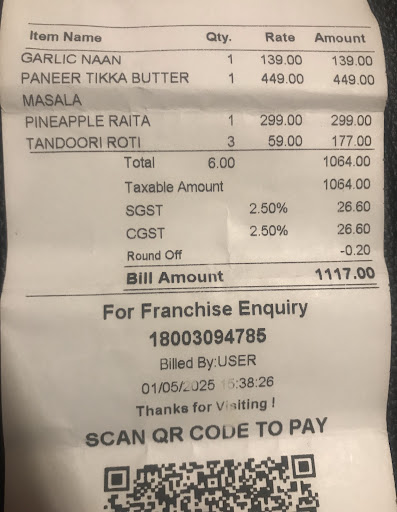 Item Name Qty. Rate Amount
GARLIC NAAN 1 139.00 139.00
PANEER TIKKA BUTTER 1 449.00 449.00
MASALA
PINEAPPLE RAITA 1 299.00 299.00
TANDOORI ROTI 3 59.00 177.00
Total 6.00 1064.00
Taxable Amount 1064.00
SGST 2.50% 26.60
CGST 2.50% 26.60
Round Off -0.20
Bill Amount 1117.00
For Franchise Enquiry
18003094785
Billed By:USER
01/05/2025 15:38:26
Thanks for Visiting !
SCAN QR CODE TO PAY